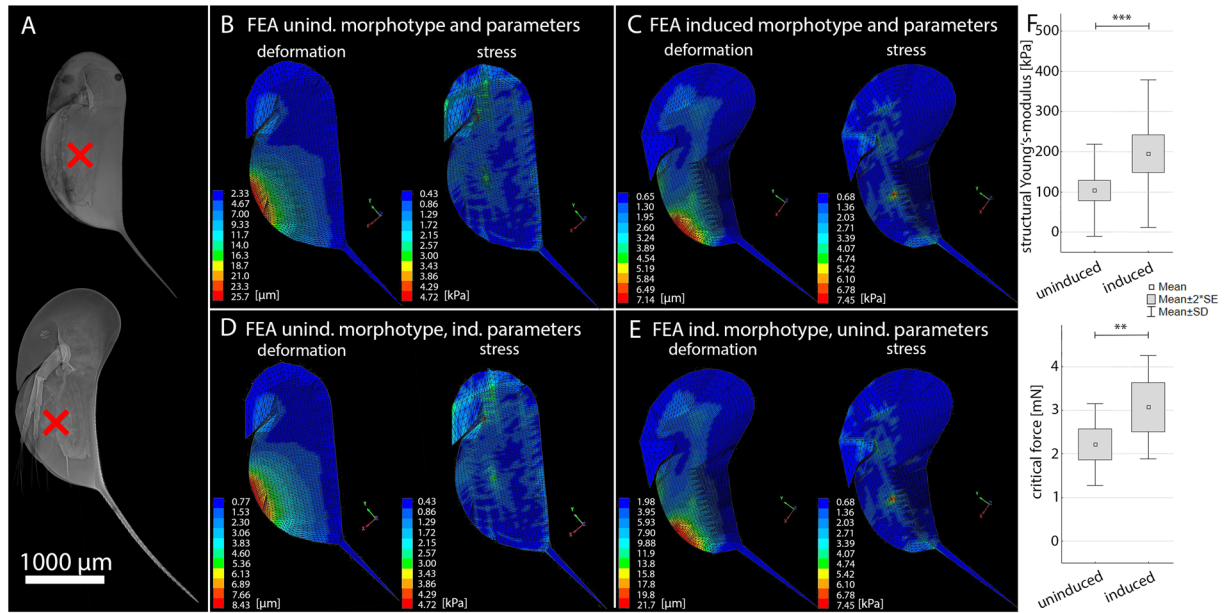 A
1000 µm
B FEA unind. morphotype and parameters
deformation
stress
2.33
4.67
7.00
9.33
11.7
14.0
16.3
18.7
21.0
23.3
25.7 [µm]
0.43
0.86
1.29
1.72
2.15
2.57
3.00
3.43
3.86
4.29
4.72 [kPa]
C FEA induced morphotype and parameters
deformation
stress
0.65
1.30
1.95
2.60
3.24
3.89
4.54
5.19
5.84
6.49
7.14 [µm]
0.68
1.36
2.03
2.71
3.39
4.07
4.74
5.42
6.10
6.78
7.45 [kPa]
D FEA unind. morphotype, ind. parameters
deformation
stress
0.77
1.53
2.30
3.06
3.83
4.60
5.36
6.13
6.89
7.66
8.43 [µm]
0.43
0.86
1.29
1.72
2.15
2.57
3.00
3.43
3.86
4.29
4.72 [kPa]
E FEA ind. morphotype, unind. parameters
deformation
stress
1.98
3.95
5.93
7.90
9.88
11.9
13.8
15.8
17.8
19.8
21.7 [µm]
0.68
1.36
2.03
2.71
3.39
4.07
4.74
5.42
6.10
6.78
7.45 [kPa]
F
structural Young's-modulus [kPa]
500
400
300
200
100
0
***
uninduced
induced
Mean
Mean±2*SE
Mean±SD
critical force [mN]
4
3
2
1
0
**
uninduced
induced